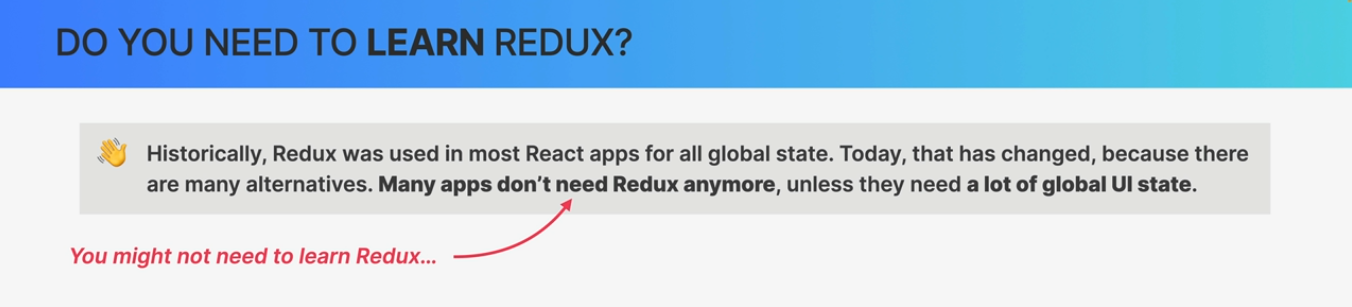 DO YOU NEED TO LEARN REDUX?
👋 Historically, Redux was used in most React apps for all global state. Today, that has changed, because there
are many alternatives. Many apps don’t need Redux anymore, unless they need a lot of global UI state.
You might not need to learn Redux…